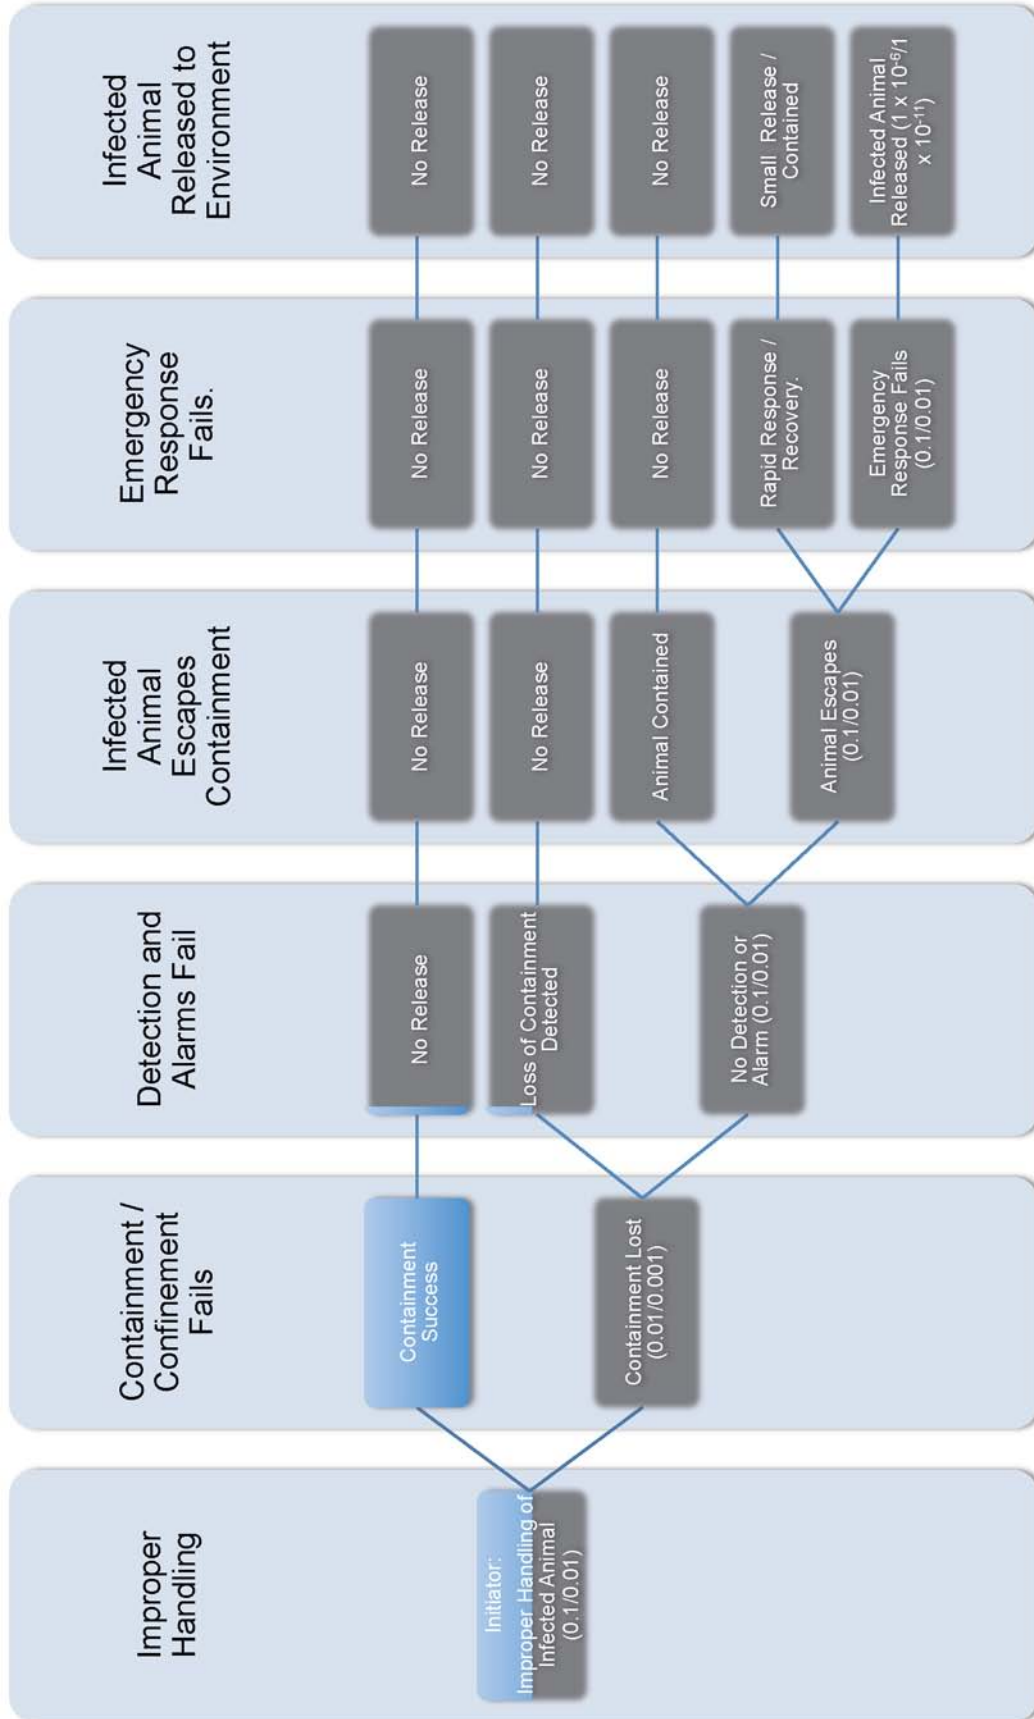 Improper
Handling
Initiator:
Improper Handling of
Infected Animal
(0.1/0.01)
Containment /
Confinement
Fails
Containment
Success
Containment Lost
(0.01/0.001)
Detection and
Alarms Fail
No Release
Loss of Containment
Detected
No Detection or
Alarm (0.1/0.01)
Infected
Animal
Escapes
Containment
No Release
No Release
Animal Contained
Animal Escapes
(0.1/0.01)
Emergency
Response
Fails.
No Release
No Release
No Release
Rapid Response /
Recovery.
Emergency
Response Fails
(0.1/0.01)
Infected
Animal
Released to
Environment
No Release
No Release
No Release
Small Release /
Contained
Infected Animal
Released (1 x 10⁻⁶/1
x 10⁻¹¹)